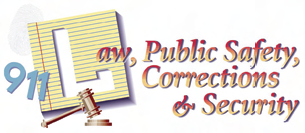 911
Law, Public Safety,
Corrections
& Security